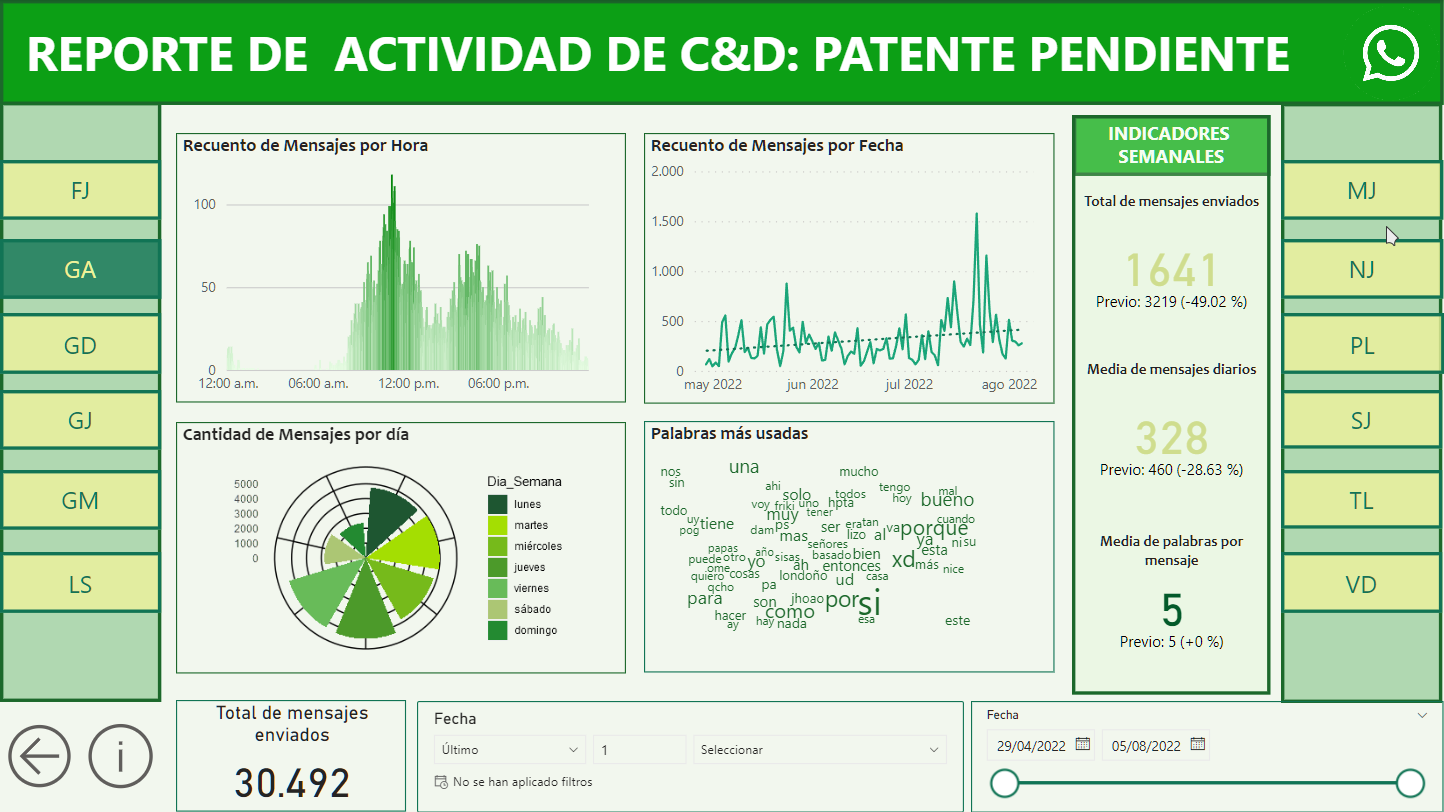 REPORTE DE  ACTIVIDAD DE C&D: PATENTE PENDIENTE
FJ
GA
GD
GJ
GM
LS
Recuento de Mensajes por Hora
100
50
0
12:00 a.m. 06:00 a.m. 12:00 p.m. 06:00 p.m.
Recuento de Mensajes por Fecha
2.000
1.500
1.000
500
0
may 2022 jun 2022 jul 2022 ago 2022
Cantidad de Mensajes por día
5000
4000
3000
2000
1000
0
Dia_Semana
lunes
martes
miércoles
jueves
viernes
sábado
domingo
Palabras más usadas
nos una mucho
sin ahi tengo mal
solo todos hoy bueno
todo voy friki uno hpta
uy muy tener cuando
pog tiene dam ps ser era tan va porque
mas lizo al ya ni su
papas año señores esta
puede otro sisas basado bien xd más nice
.ome yo ah entonces
quiero cosas londoño ud casa
qcho pa
para son jhoao por si
hacer como esa este
ay hay nada
INDICADORES
SEMANALES
Total de mensajes enviados
1641
Previo: 3219 (-49.02 %)
Media de mensajes diarios
328
Previo: 460 (-28.63 %)
Media de palabras por
mensaje
5
Previo: 5 (+0 %)
MJ
NJ
PL
SJ
TL
VD
i
Total de mensajes
enviados
30.492
Fecha
Último 1 Seleccionar
No se han aplicado filtros
Fecha
29/04/2022 05/08/2022